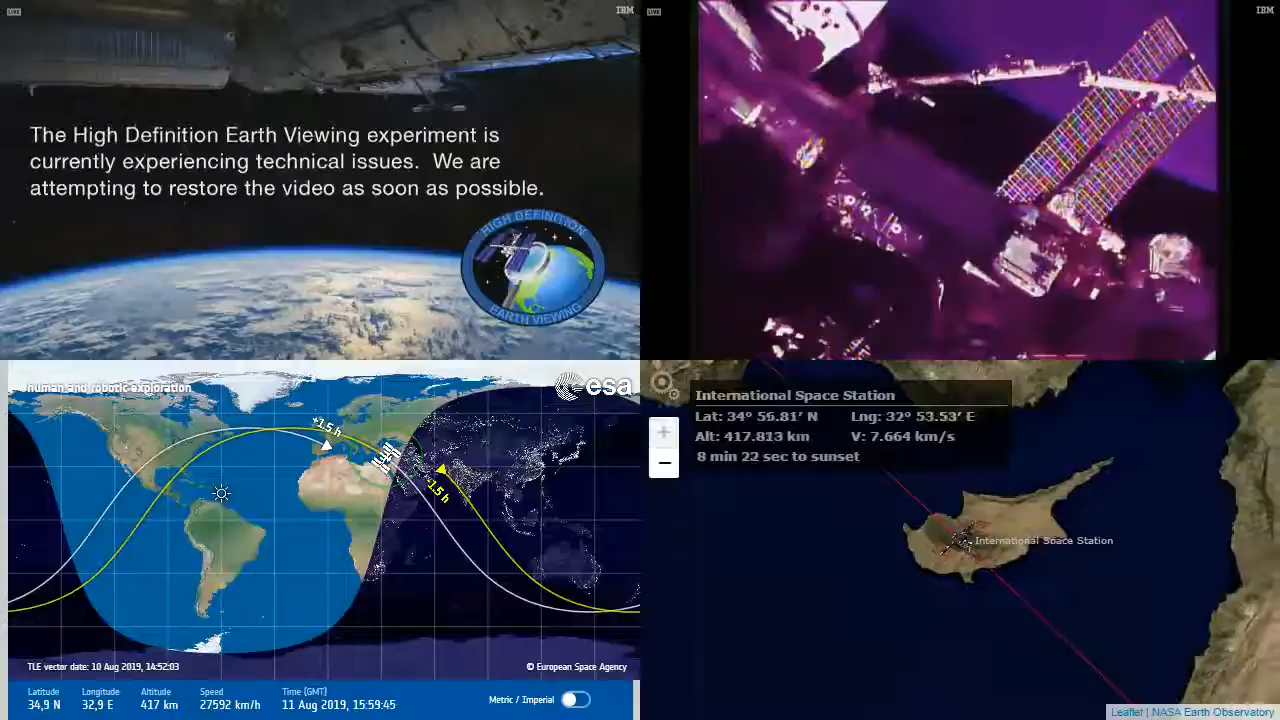 LIVE
IBM
The High Definition Earth Viewing experiment is
currently experiencing technical issues. We are
attempting to restore the video as soon as possible.
HIGH DEFINITION
EARTH VIEWING
LIVE
IBM
human and robotic exploration
esa
+1.5 h
-1.5 h
TLE vector date: 10 Aug 2019, 14:52:03
© European Space Agency
Latitude
34,9 N
Longitude
32,9 E
Altitude
417 km
Speed
27592 km/h
Time (GMT)
11 Aug 2019, 15:59:45
Metric / Imperial
International Space Station
Lat: 34° 56.81' N
Lng: 32° 53.53' E
Alt: 417.813 km
V: 7.664 km/s
8 min 22 sec to sunset
+
−
International Space Station
Leaflet | NASA Earth Observatory